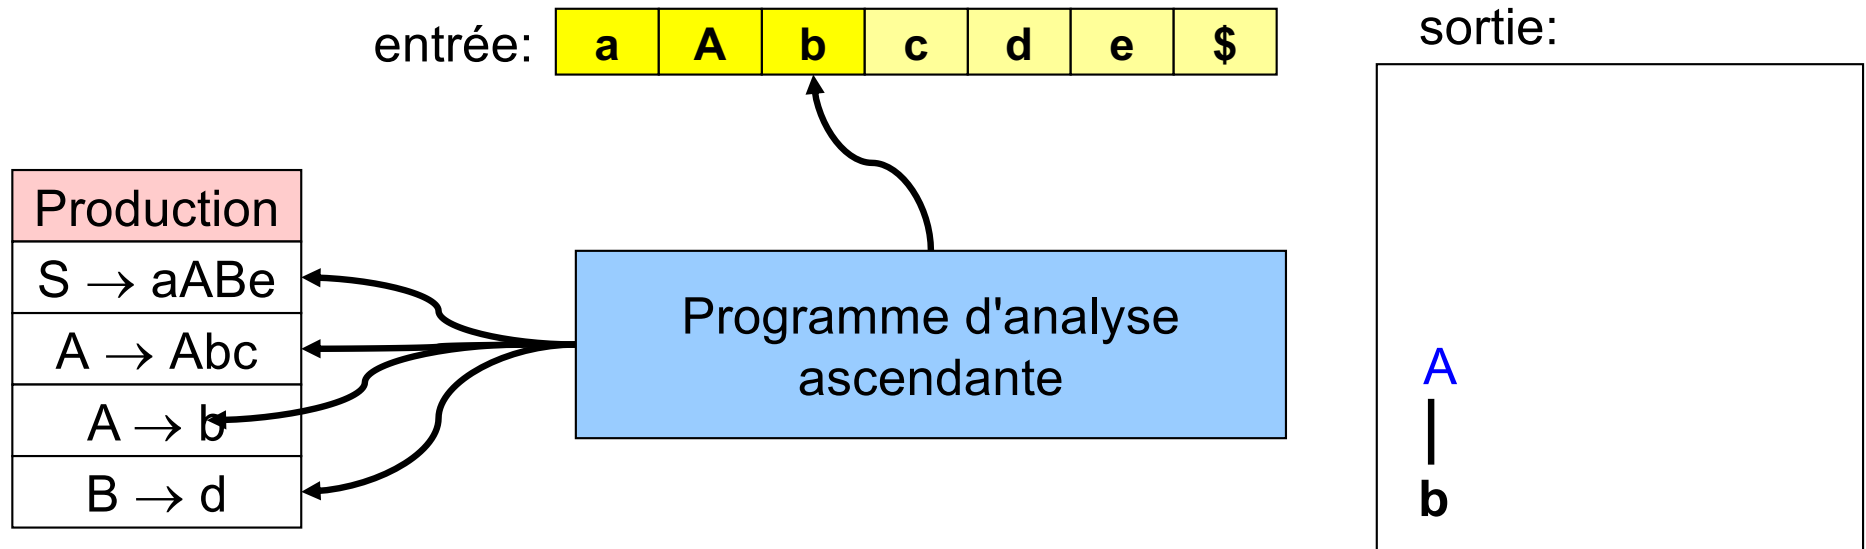 entrée: a A b c d e $
sortie:
Production
S → aABe
A → Abc
A → b
B → d
Programme d'analyse
ascendante
A
b